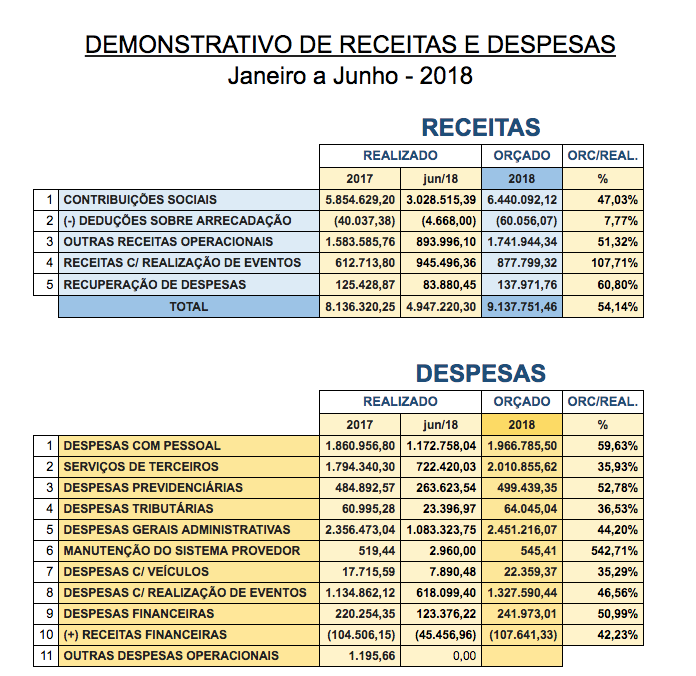 DEMONSTRATIVO DE RECEITAS E DESPESAS
Janeiro a Junho - 2018
RECEITAS
REALIZADO ORÇADO ORC/REAL.
2017 jun/18 2018 %
1 CONTRIBUIÇÕES SOCIAIS 5.854.629,20 3.028.515,39 6.440.092,12 47,03%
2 (-) DEDUÇÕES SOBRE ARRECADAÇÃO (40.037,38) (4.668,00) (60.056,07) 7,77%
3 OUTRAS RECEITAS OPERACIONAIS 1.583.585,76 893.996,10 1.741.944,34 51,32%
4 RECEITAS C/ REALIZAÇÃO DE EVENTOS 612.713,80 945.496,36 877.799,32 107,71%
5 RECUPERAÇÃO DE DESPESAS 125.428,87 83.880,45 137.971,76 60,80%
TOTAL 8.136.320,25 4.947.220,30 9.137.751,46 54,14%
DESPESAS
REALIZADO ORÇADO ORC/REAL.
2017 jun/18 2018 %
1 DESPESAS COM PESSOAL 1.860.956,80 1.172.758,04 1.966.785,50 59,63%
2 SERVIÇOS DE TERCEIROS 1.794.340,30 722.420,03 2.010.855,62 35,93%
3 DESPESAS PREVIDENCIÁRIAS 484.892,57 263.623,54 499.439,35 52,78%
4 DESPESAS TRIBUTÁRIAS 60.995,28 23.396,97 64.045,04 36,53%
5 DESPESAS GERAIS ADMINISTRATIVAS 2.356.473,04 1.083.323,75 2.451.216,07 44,20%
6 MANUTENÇÃO DO SISTEMA PROVEDOR 519,44 2.960,00 545,41 542,71%
7 DESPESAS C/ VEÍCULOS 17.715,59 7.890,48 22.359,37 35,29%
8 DESPESAS C/ REALIZAÇÃO DE EVENTOS 1.134.862,12 618.099,40 1.327.590,44 46,56%
9 DESPESAS FINANCEIRAS 220.254,35 123.376,22 241.973,01 50,99%
10 (+) RECEITAS FINANCEIRAS (104.506,15) (45.456,96) (107.641,33) 42,23%
11 OUTRAS DESPESAS OPERACIONAIS 1.195,66 0,00